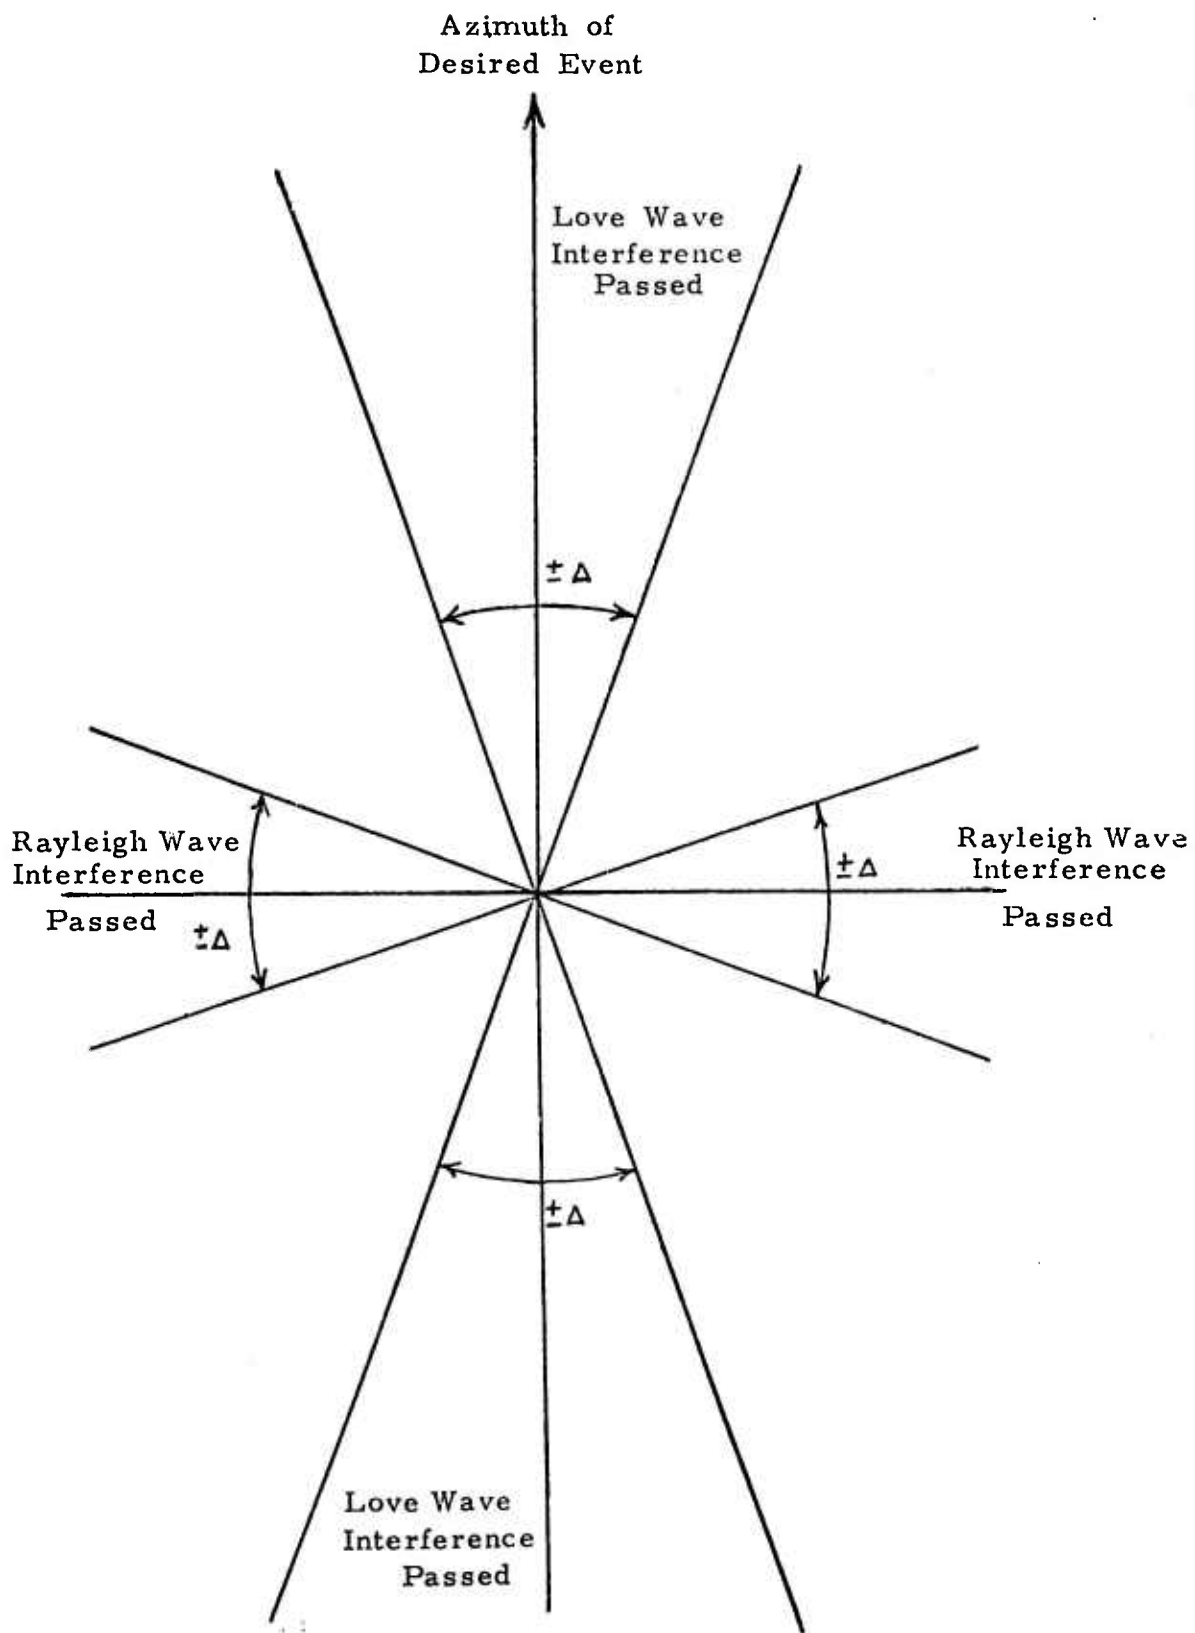 Azimuth of
Desired Event
Love Wave
Interference
Passed
±Δ
Rayleigh Wave
Interference
Passed
±Δ
Rayleigh Wave
Interference
Passed
±Δ
±Δ
Love Wave
Interference
Passed